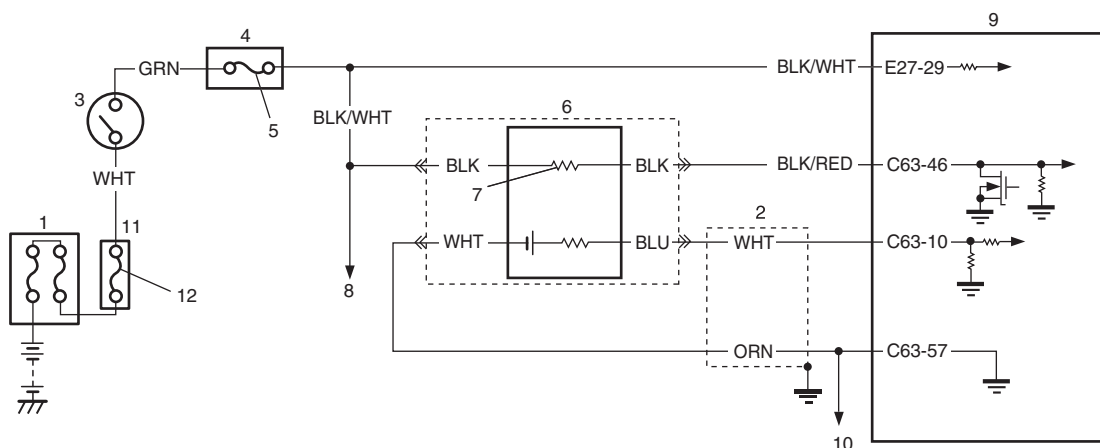 9
4
GRN
BLK/WHT
E27-29
3
5
6
BLK/WHT
BLK
BLK
BLK/RED
C63-46
WHT
7
1
11
2
WHT
BLU
WHT
C63-10
12
8
ORN
C63-57
10